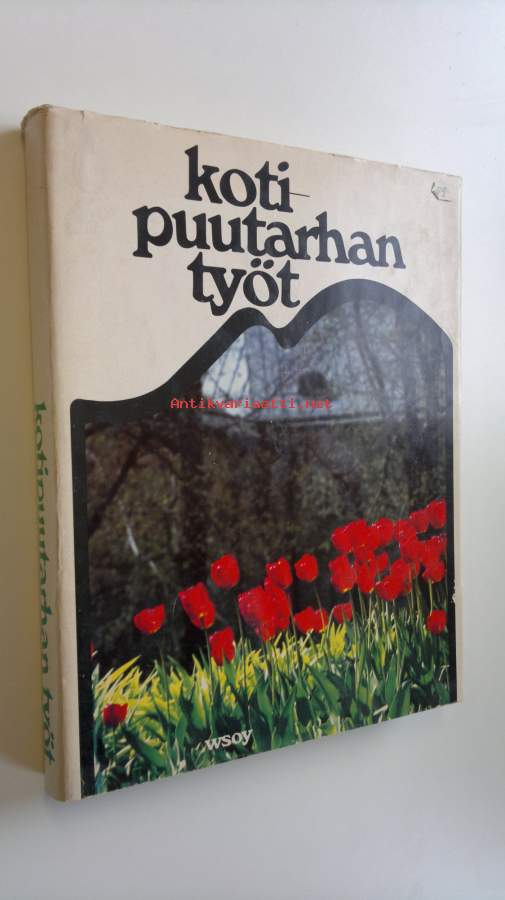 koti-
puutarhan
työt
Antikvariaatti.net
wsoy
kotipuutarhan työt